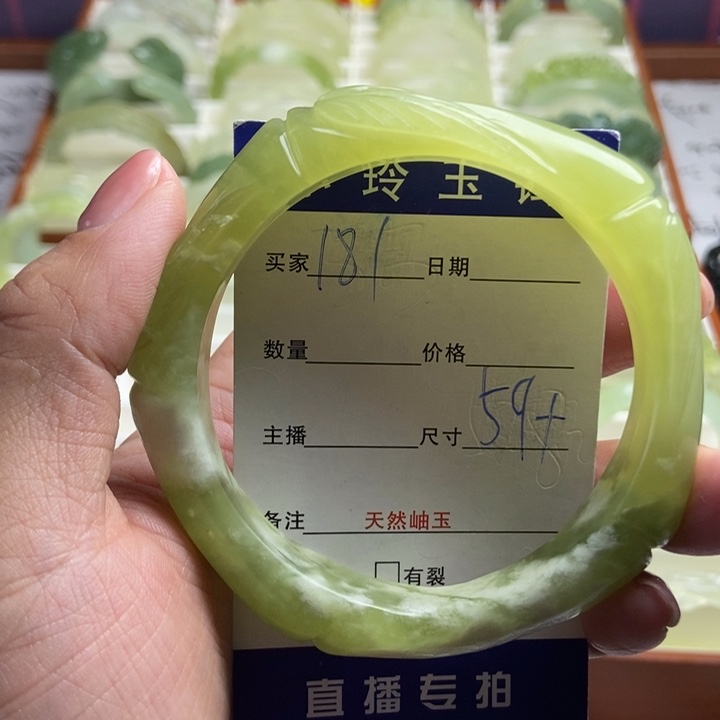 玲玉
买家 181 日期
数量 价格
主播 尺寸 59+
备注 天然岫玉
□有裂
直播专拍